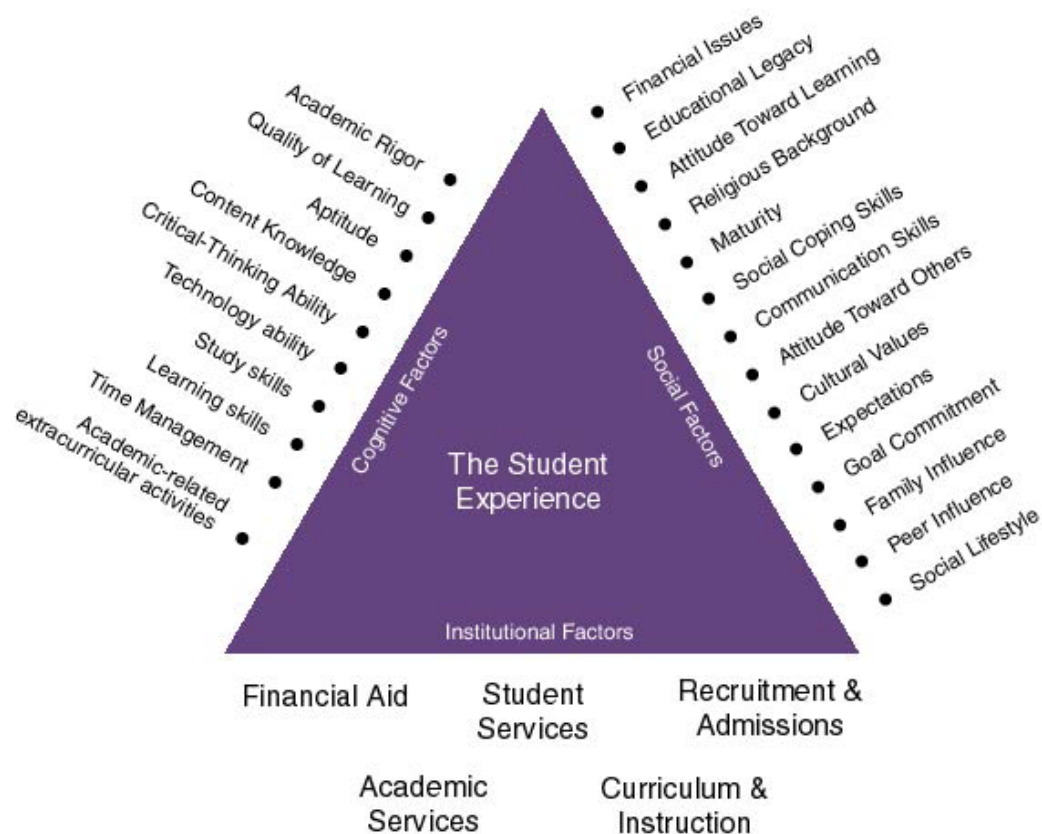 Academic Rigor
Quality of Learning
Aptitude
Content Knowledge
Critical-Thinking Ability
Technology ability
Study skills
Learning skills
Time Management
Academic-related
extracurricular activities
Cognitive Factors
Financial Issues
Educational Legacy
Attitude Toward Learning
Religious Background
Maturity
Social Coping Skills
Communication Skills
Attitude Toward Others
Cultural Values
Expectations
Goal Commitment
Family Influence
Peer Influence
Social Lifestyle
Social Factors
The Student
Experience
Institutional Factors
Financial Aid
Student
Services
Recruitment &
Admissions
Academic
Services
Curriculum &
Instruction